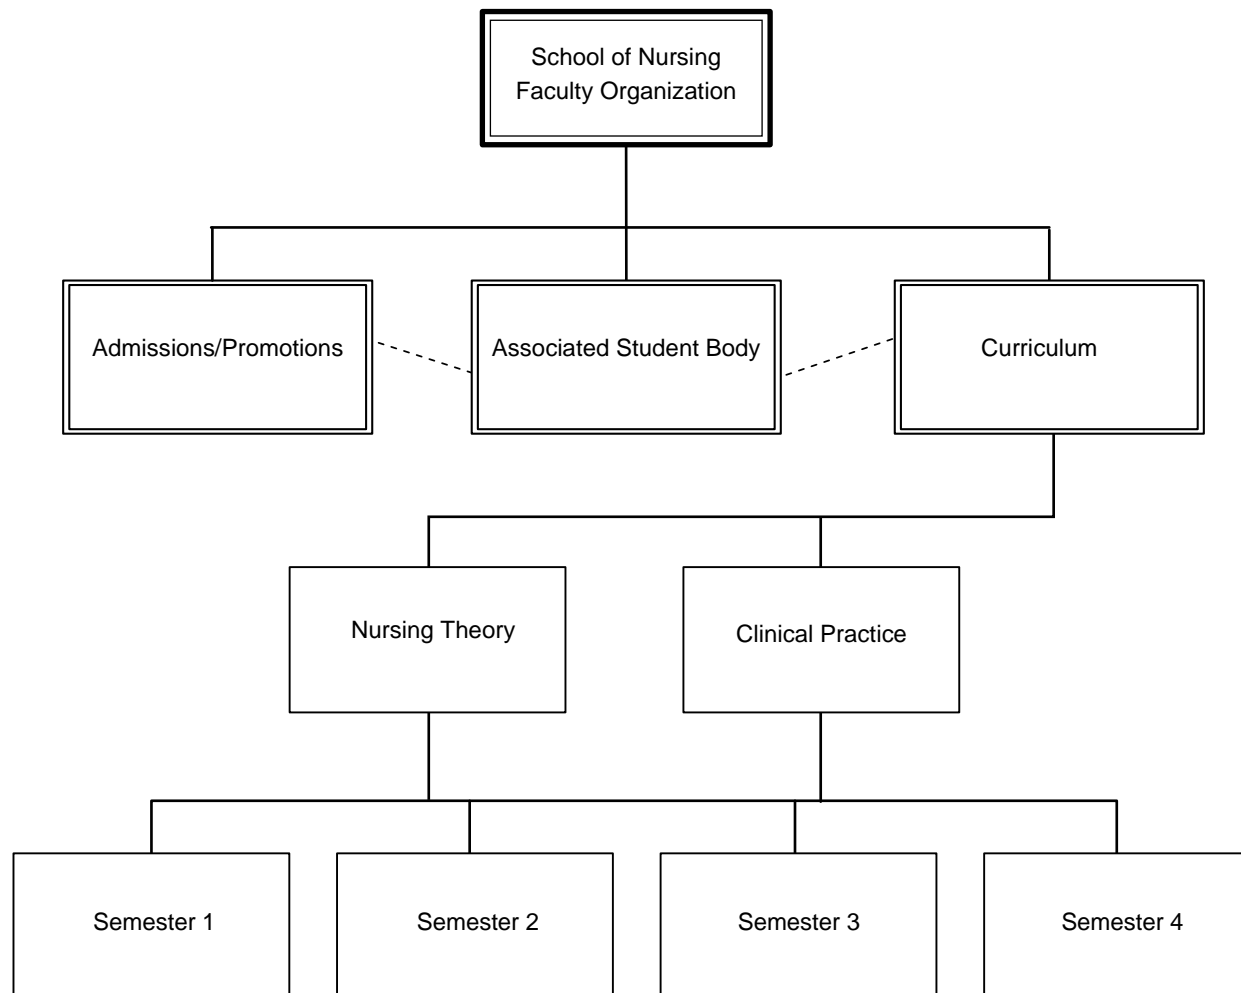 School of Nursing
Faculty Organization
Admissions/Promotions
Associated Student Body
Curriculum
Nursing Theory
Clinical Practice
Semester 1
Semester 2
Semester 3
Semester 4